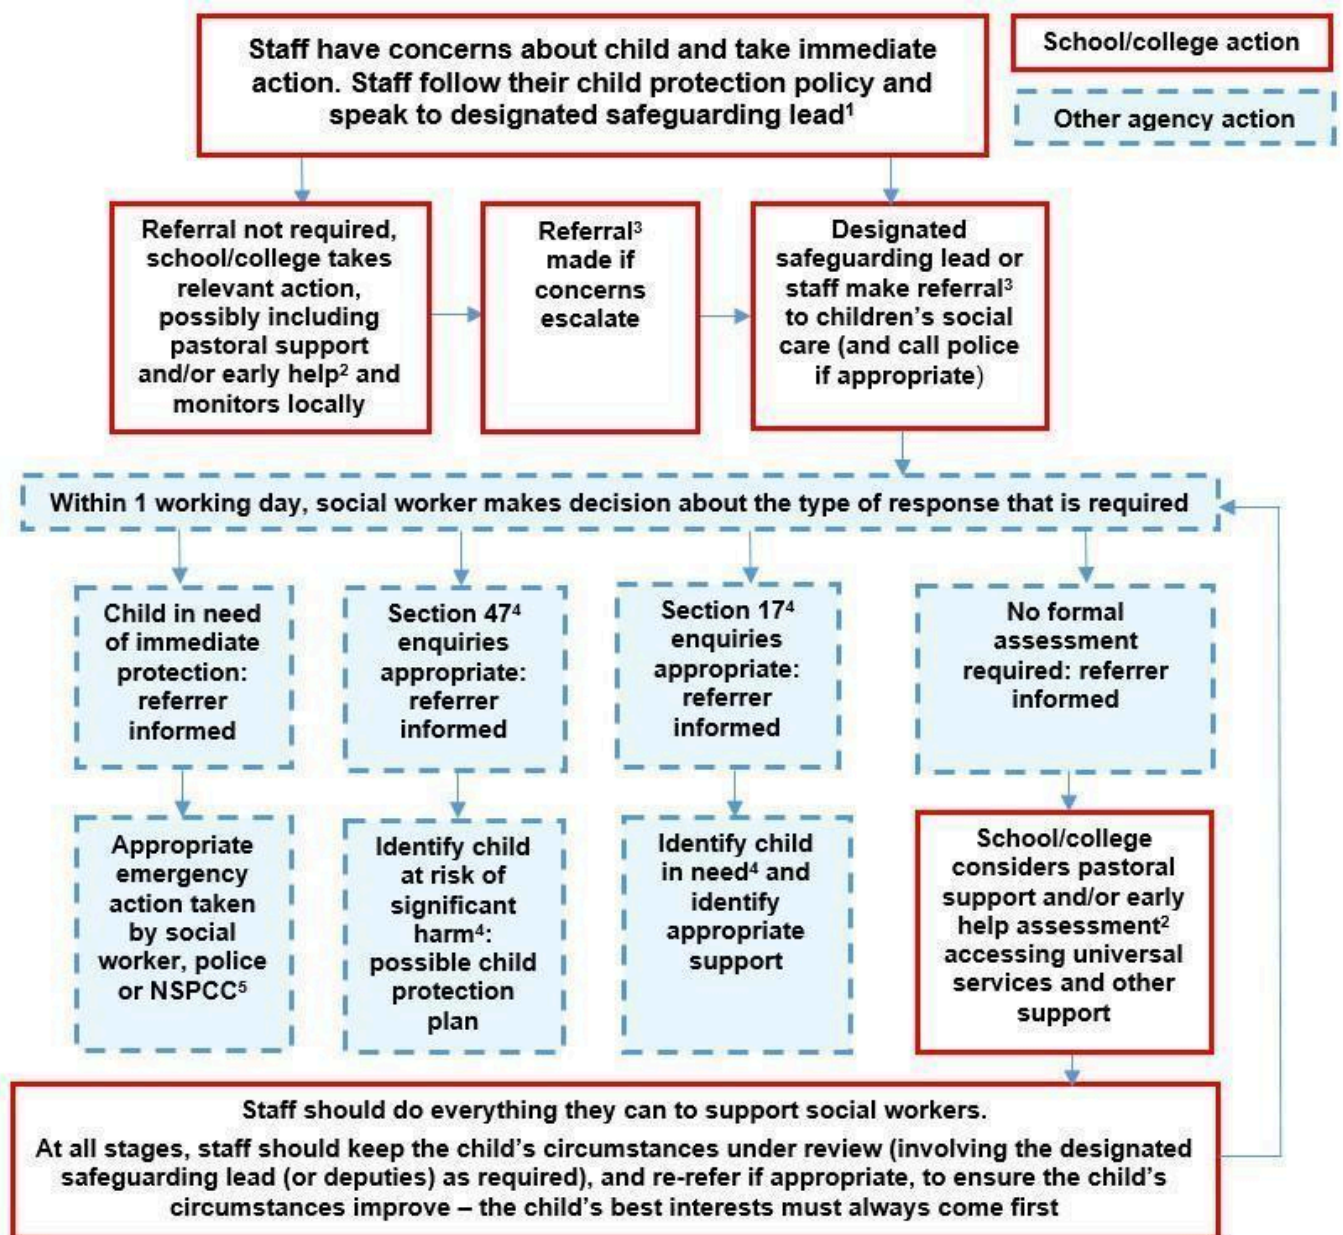 Staff have concerns about child and take immediate
action. Staff follow their child protection policy and
speak to designated safeguarding lead¹
School/college action
Other agency action
Referral not required,
school/college takes
relevant action,
possibly including
pastoral support
and/or early help² and
monitors locally
Referral³
made if
concerns
escalate
Designated
safeguarding lead or
staff make referral³
to children's social
care (and call police
if appropriate)
Within 1 working day, social worker makes decision about the type of response that is required
Child in need
of immediate
protection:
referrer
informed
Section 47⁴
enquiries
appropriate:
referrer
informed
Section 17⁴
enquiries
appropriate:
referrer
informed
No formal
assessment
required: referrer
informed
Appropriate
emergency
action taken
by social
worker, police
or NSPCC⁵
Identify child
at risk of
significant
harm⁴:
possible child
protection
plan
Identify child
in need⁴ and
identify
appropriate
support
School/college
considers pastoral
support and/or early
help assessment²
accessing universal
services and other
support
Staff should do everything they can to support social workers.
At all stages, staff should keep the child's circumstances under review (involving the designated
safeguarding lead (or deputies) as required), and re-refer if appropriate, to ensure the child's
circumstances improve – the child's best interests must always come first